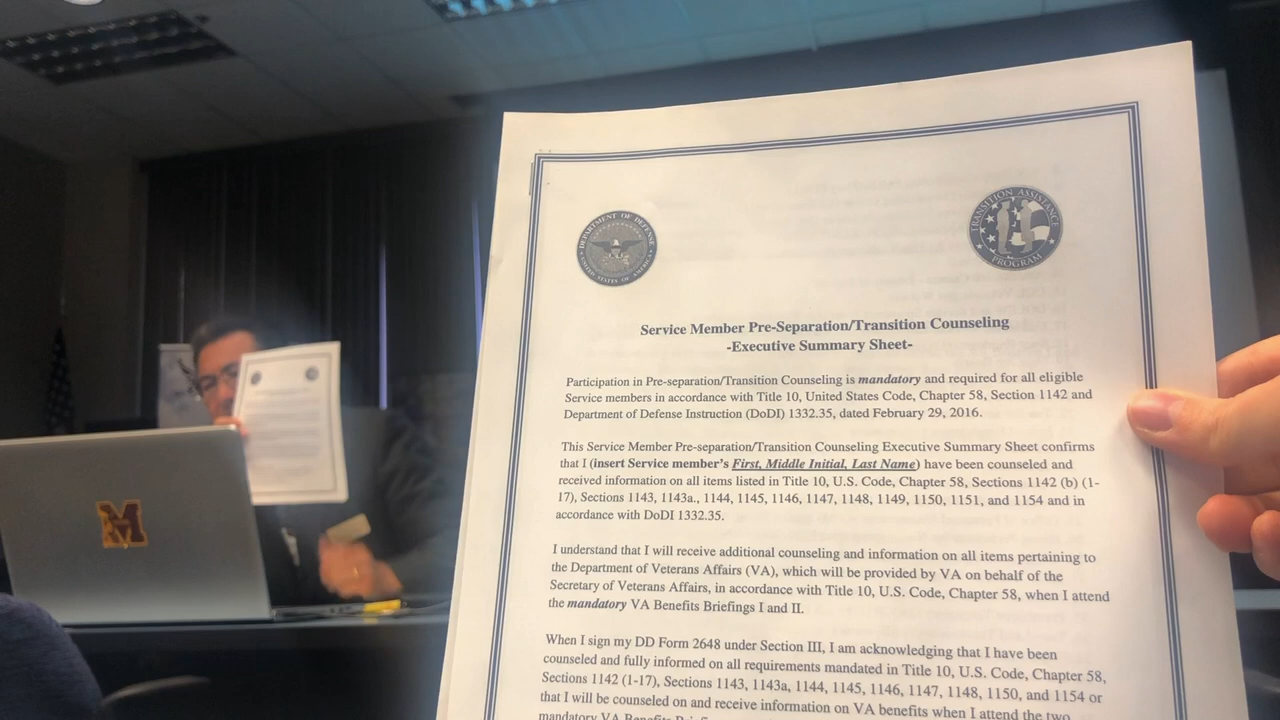 DEPARTMENT OF DEFENSE
UNITED STATES OF AMERICA
TRANSITION ASSISTANCE
PROGRAM
Service Member Pre-Separation/Transition Counseling
-Executive Summary Sheet-
Participation in Pre-separation/Transition Counseling is mandatory and required for all eligible
Service members in accordance with Title 10, United States Code, Chapter 58, Section 1142 and
Department of Defense Instruction (DoDI) 1332.35, dated February 29, 2016.
This Service Member Pre-separation/Transition Counseling Executive Summary Sheet confirms
that I (insert Service member's First, Middle Initial, Last Name) have been counseled and
received information on all items listed in Title 10, U.S. Code, Chapter 58, Sections 1142 (b) (1-
17), Sections 1143, 1143a., 1144, 1145, 1146, 1147, 1148, 1149, 1150, 1151, and 1154 and in
accordance with DoDI 1332.35.
I understand that I will receive additional counseling and information on all items pertaining to
the Department of Veterans Affairs (VA), which will be provided by VA on behalf of the
Secretary of Veterans Affairs, in accordance with Title 10, U.S. Code, Chapter 58, when I attend
the mandatory VA Benefits Briefings I and II.
When I sign my DD Form 2648 under Section III, I am acknowledging that I have been
counseled and fully informed on all requirements mandated in Title 10, U.S. Code, Chapter 58,
Sections 1142 (1-17), Sections 1143, 1143a, 1144, 1145, 1146, 1147, 1148, 1150, and 1154 or
that I will be counseled on and receive information on VA benefits when I attend the two
mandatory VA Benefits
M